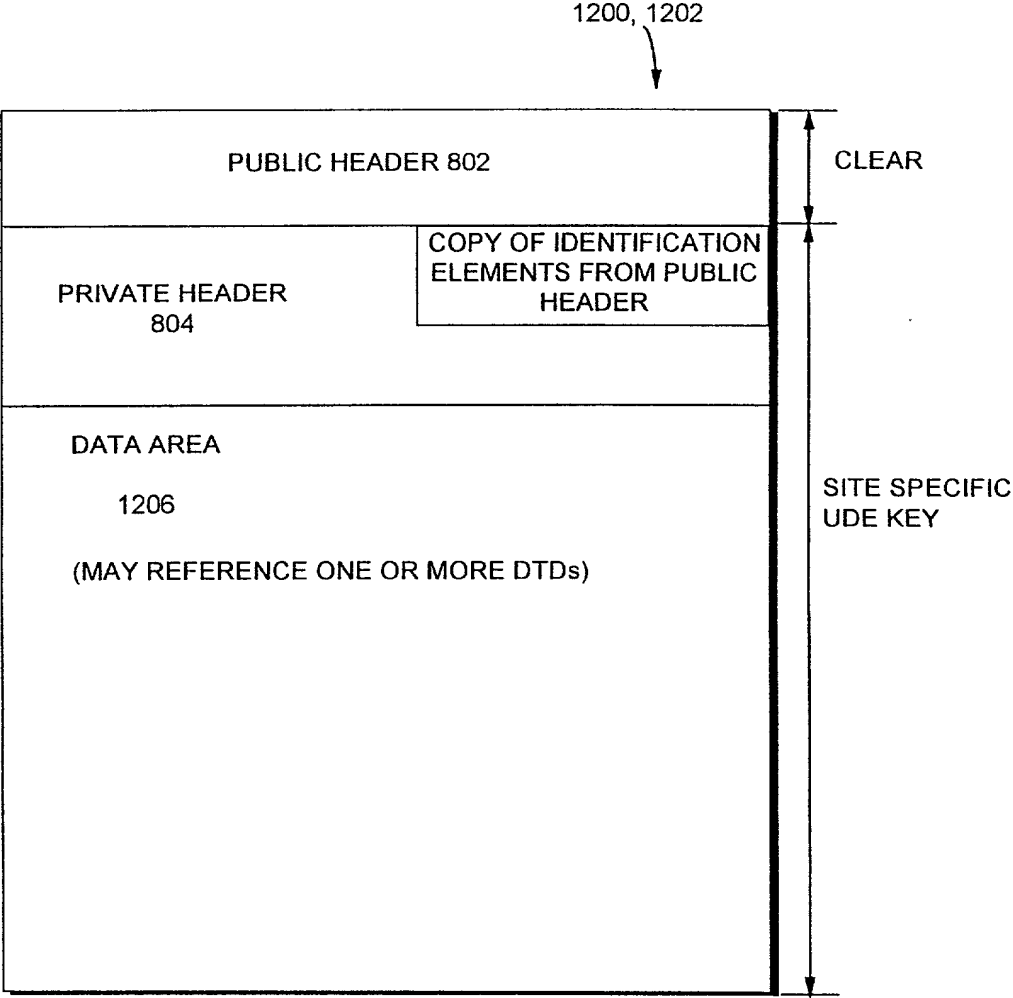 1200, 1202
PUBLIC HEADER 802
CLEAR
COPY OF IDENTIFICATION
ELEMENTS FROM PUBLIC
HEADER
PRIVATE HEADER
804
DATA AREA
1206
(MAY REFERENCE ONE OR MORE DTDs)
SITE SPECIFIC
UDE KEY